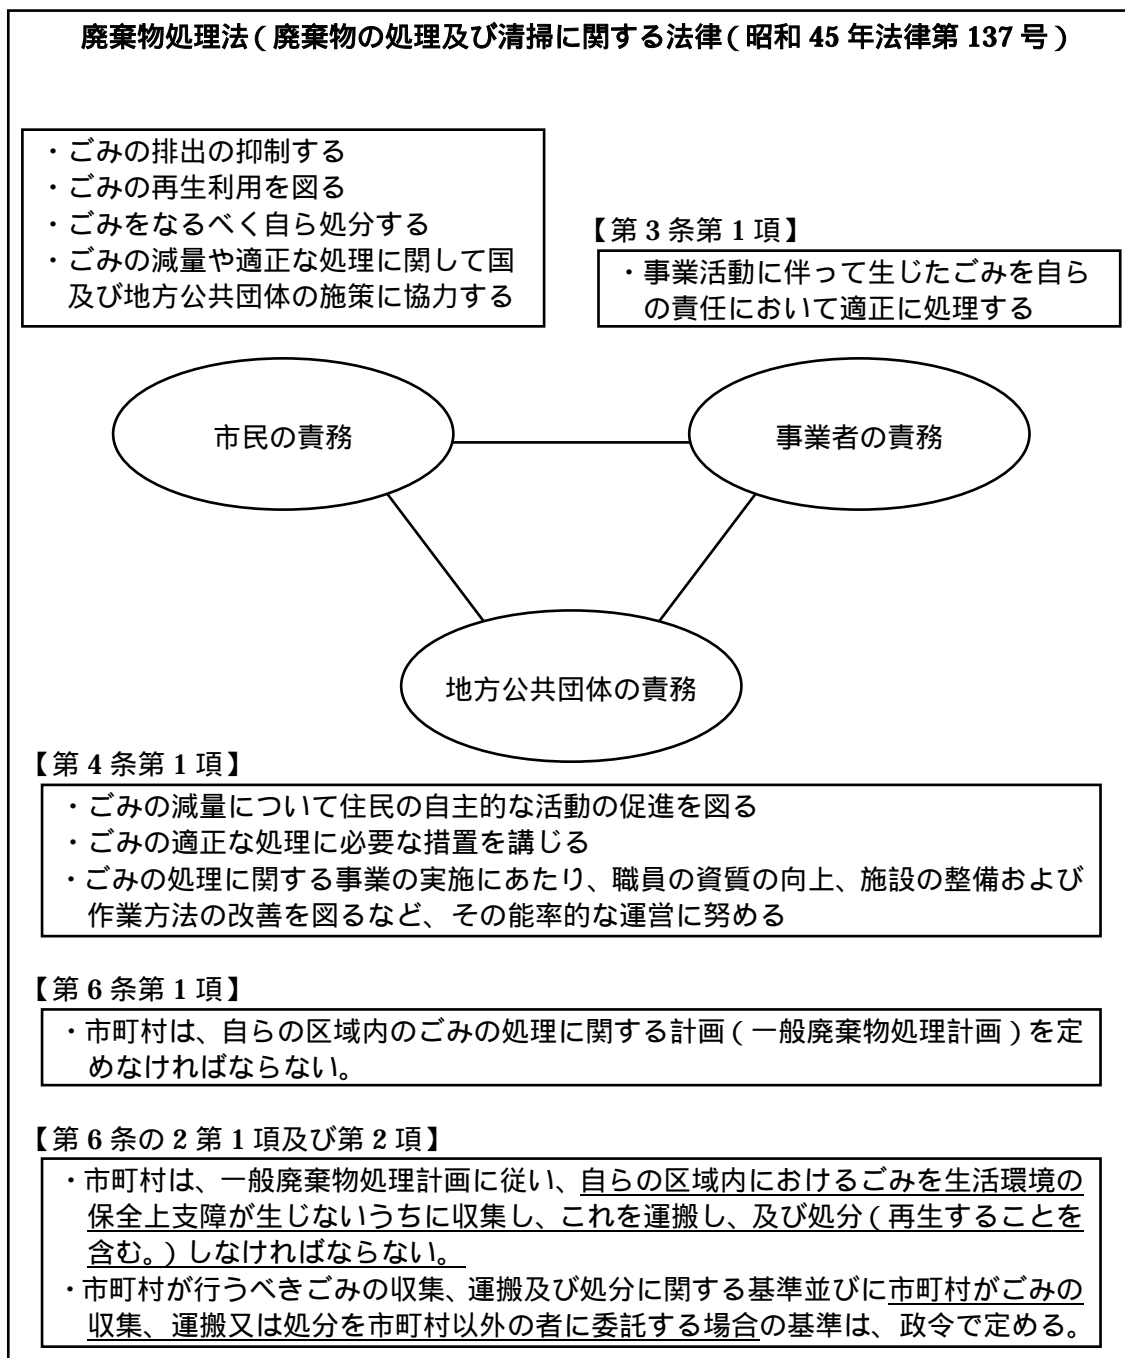 廃棄物処理法(廃棄物の処理及び清掃に関する法律(昭和 45 年法律第 137 号)
・ごみの排出の抑制する
・ごみの再生利用を図る
・ごみをなるべく自ら処分する
・ごみの減量や適正な処理に関して国
及び地方公共団体の施策に協力する
【第 3 条第 1 項】
・事業活動に伴って生じたごみを自ら
の責任において適正に処理する
市民の責務
事業者の責務
地方公共団体の責務
【第 4 条第 1 項】
・ごみの減量について住民の自主的な活動の促進を図る
・ごみの適正な処理に必要な措置を講じる
・ごみの処理に関する事業の実施にあたり、職員の資質の向上、施設の整備および
作業方法の改善を図るなど、その能率的な運営に努める
【第 6 条第 1 項】
・市町村は、自らの区域内のごみの処理に関する計画(一般廃棄物処理計画)を定
めなければならない。
【第 6 条の 2 第 1 項及び第 2 項】
・市町村は、一般廃棄物処理計画に従い、自らの区域内におけるごみを生活環境の
保全上支障が生じないうちに収集し、これを運搬し、及び処分(再生することを
含む。)しなければならない。
・市町村が行うべきごみの収集、運搬及び処分に関する基準並びに市町村がごみの
収集、運搬又は処分を市町村以外の者に委託する場合の基準は、政令で定める。